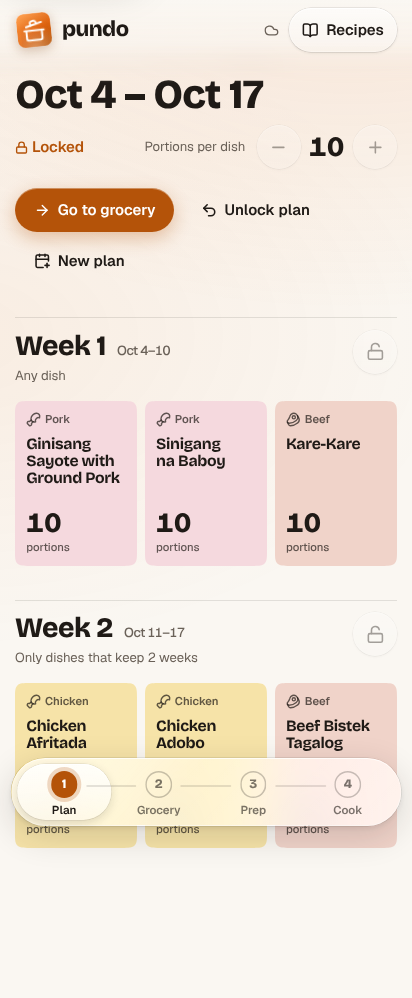 pundo
Recipes
Oct 4 – Oct 17
Locked
Portions per dish
10
Go to grocery
Unlock plan
New plan
Week 1
Oct 4–10
Any dish
Pork
Ginisang
Sayote with
Ground Pork
10
portions
Pork
Sinigang
na Baboy
10
portions
Beef
Kare-Kare
10
portions
Week 2
Oct 11–17
Only dishes that keep 2 weeks
Chicken
Chicken
Afritada
portions
Chicken
Chicken
Adobo
portions
Beef
Beef Bistek
Tagalog
portions
1
Plan
2
Grocery
3
Prep
4
Cook